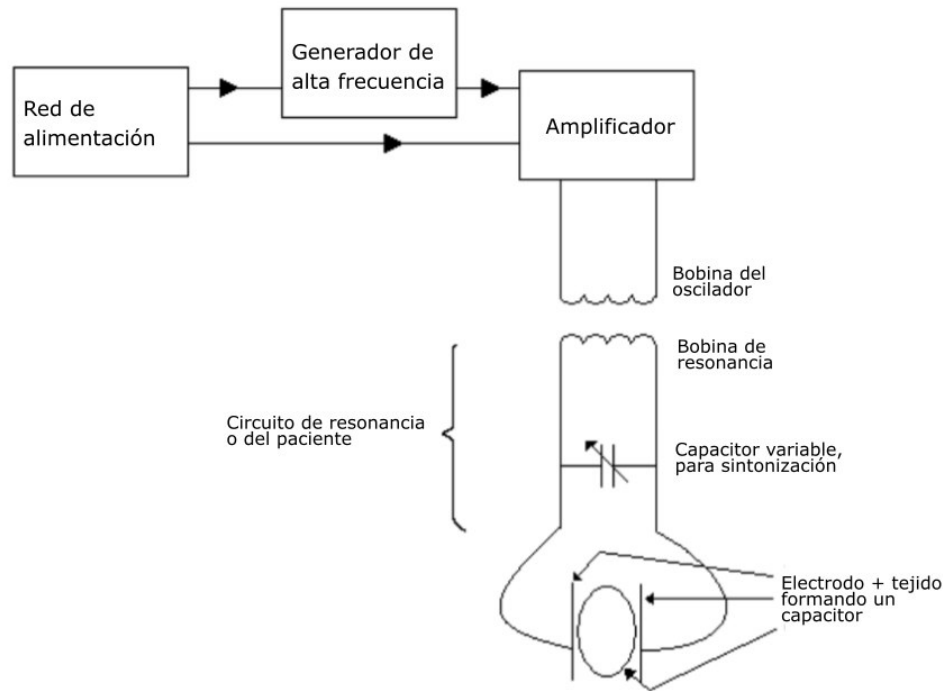 Generador de
alta frecuencia
Red de
alimentación
Amplificador
Bobina del
oscilador
Bobina de
resonancia
Circuito de resonancia
o del paciente
Capacitor variable,
para sintonización
Electrodo + tejido
formando un
capacitor